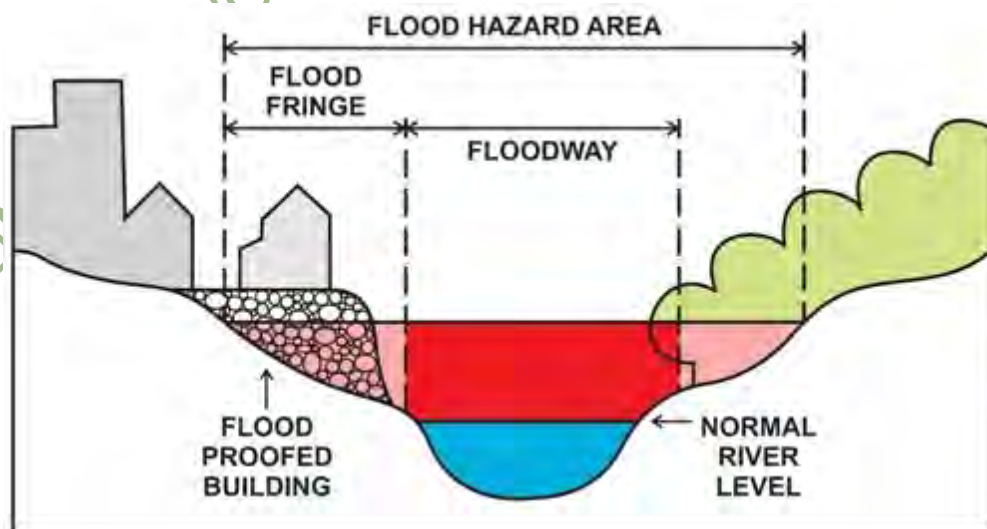 FLOOD HAZARD AREA
FLOOD
FRINGE
FLOODWAY
FLOOD
PROOFED
BUILDING
NORMAL
RIVER
LEVEL